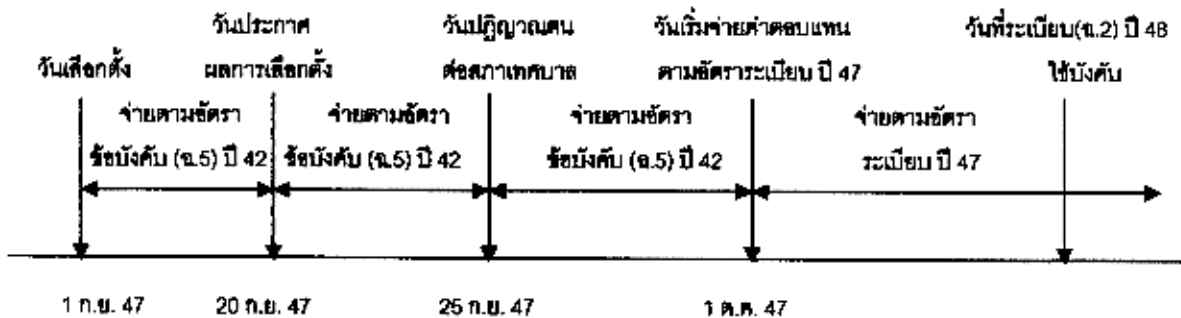 วันเลือกตั้ง
วันประกาศ
ผลการเลือกตั้ง
วันปฏิญาณตน
ต่อสภาเทศบาล
วันเริ่มจ่ายค่าตอบแทน
ตามอัตราระเบียบ ปี 47
วันที่ระเบียบ(ฉ.2) ปี 48
ใช้บังคับ
จ่ายตามอัตรา
ข้อบังคับ (ฉ.5) ปี 42
จ่ายตามอัตรา
ข้อบังคับ (ฉ.5) ปี 42
จ่ายตามอัตรา
ข้อบังคับ (ฉ.5) ปี 42
จ่ายตามอัตรา
ระเบียบ ปี 47
1 ก.ย. 47
20 ก.ย. 47
25 ก.ย. 47
1 ต.ค. 47